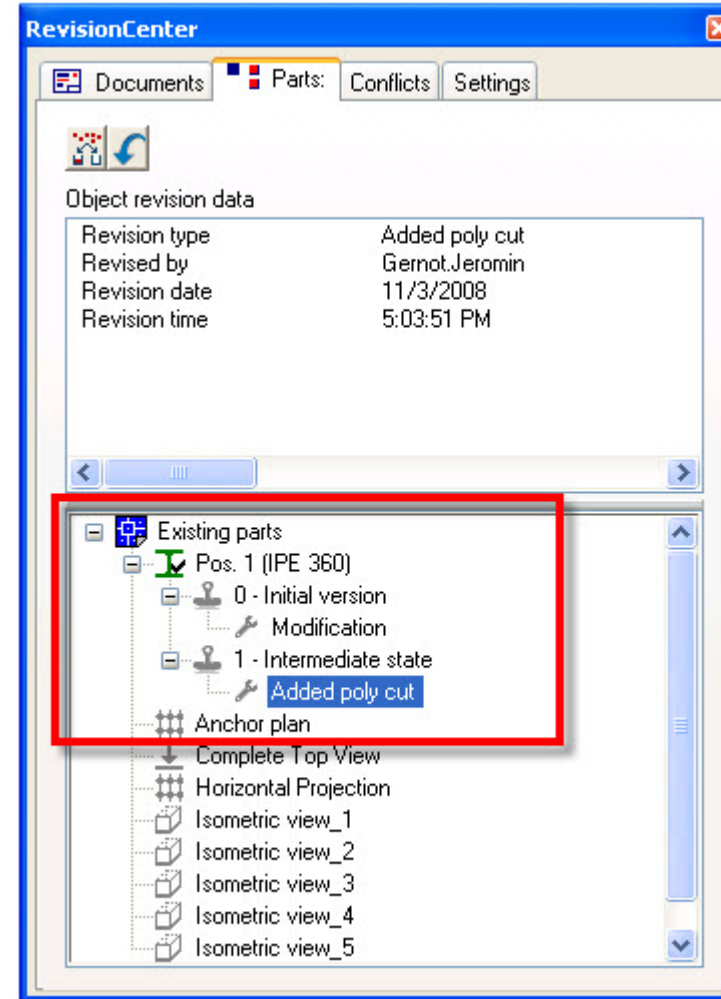 RevisionCenter
Documents Parts: Conflicts Settings
Object revision data
Revision type Added poly cut
Revised by Gernot.Jeromin
Revision date 11/3/2008
Revision time 5:03:51 PM
Existing parts
Pos. 1 (IPE 360)
0 - Initial version
Modification
1 - Intermediate state
Added poly cut
Anchor plan
Complete Top View
Horizontal Projection
Isometric view_1
Isometric view_2
Isometric view_3
Isometric view_4
Isometric view_5